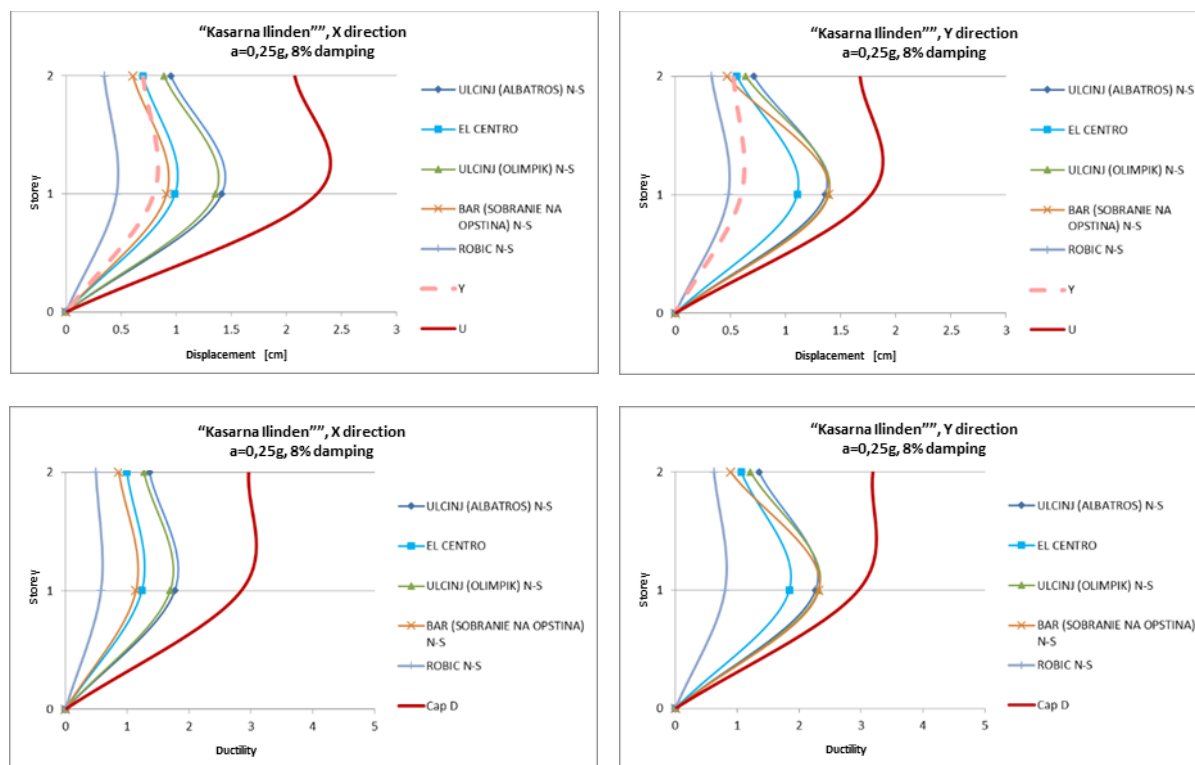 “Kasarna Ilinden””, X direction
a=0,25g, 8% damping
2
1
0
Storey
0 0.5 1 1.5 2 2.5 3
Displacement [cm]
ULCINJ (ALBATROS) N-S
EL CENTRO
ULCINJ (OLIMPIK) N-S
BAR (SOBRANIE NA
OPSTINA) N-S
ROBIC N-S
Y
U
“Kasarna Ilinden””, Y direction
a=0,25g, 8% damping
2
1
0
Storey
0 0.5 1 1.5 2 2.5 3
Displacement [cm]
ULCINJ (ALBATROS) N-S
EL CENTRO
ULCINJ (OLIMPIK) N-S
BAR (SOBRANIE NA
OPSTINA) N-S
ROBIC N-S
Y
U
“Kasarna Ilinden””, X direction
a=0,25g, 8% damping
2
1
0
Storey
0 1 2 3 4 5
Ductility
ULCINJ (ALBATROS) N-S
EL CENTRO
ULCINJ (OLIMPIK) N-S
BAR (SOBRANIE NA OPSTINA)
N-S
ROBIC N-S
Cap D
“Kasarna Ilinden””, Y direction
a=0,25g, 8% damping
2
1
0
Storey
0 1 2 3 4 5
Ductility
ULCINJ (ALBATROS) N-S
EL CENTRO
ULCINJ (OLIMPIK) N-S
BAR (SOBRANIE NA OPSTINA)
N-S
ROBIC N-S
Cap D